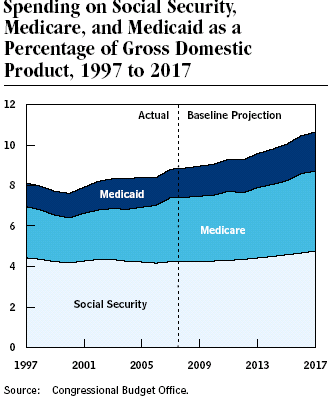 Spending on Social Security,
Medicare, and Medicaid as a
Percentage of Gross Domestic
Product, 1997 to 2017
12
Actual
Baseline Projection
10
8
Medicaid
6
Medicare
4
Social Security
2
0
1997
2001
2005
2009
2013
2017
Source: Congressional Budget Office.